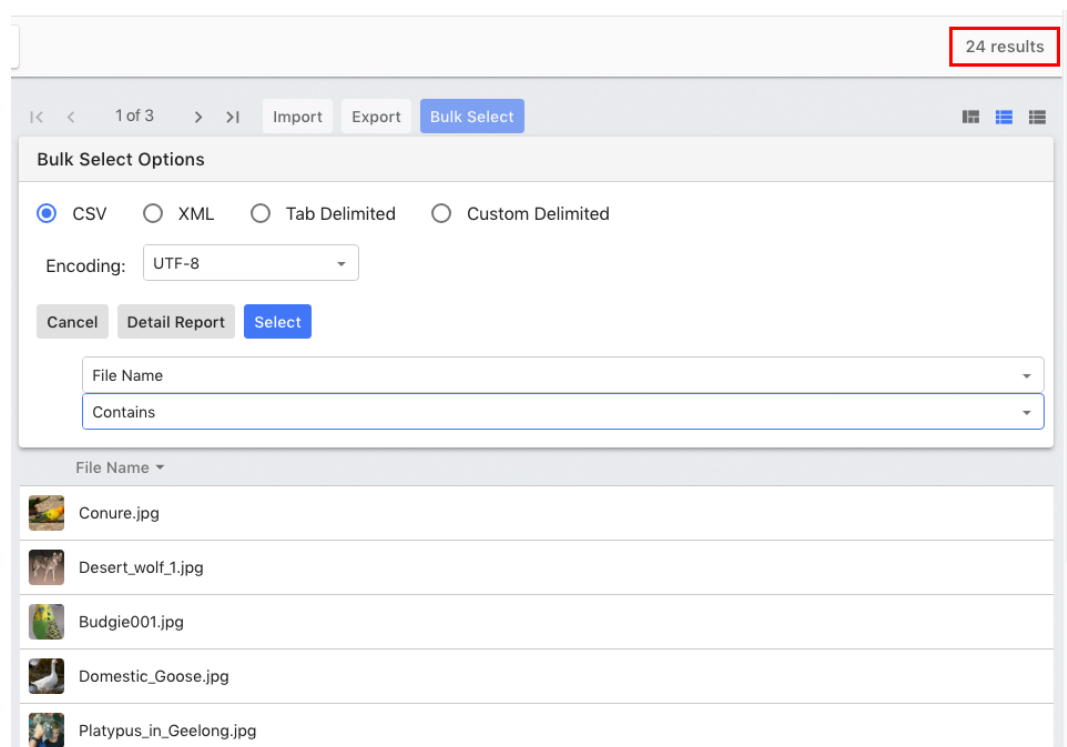 24 results
1 of 3 Import Export Bulk Select
Bulk Select Options
CSV XML Tab Delimited Custom Delimited
Encoding: UTF-8
Cancel Detail Report Select
File Name
Contains
File Name
Conure.jpg
Desert_wolf_1.jpg
Budgie001.jpg
Domestic_Goose.jpg
Platypus_in_Geelong.jpg